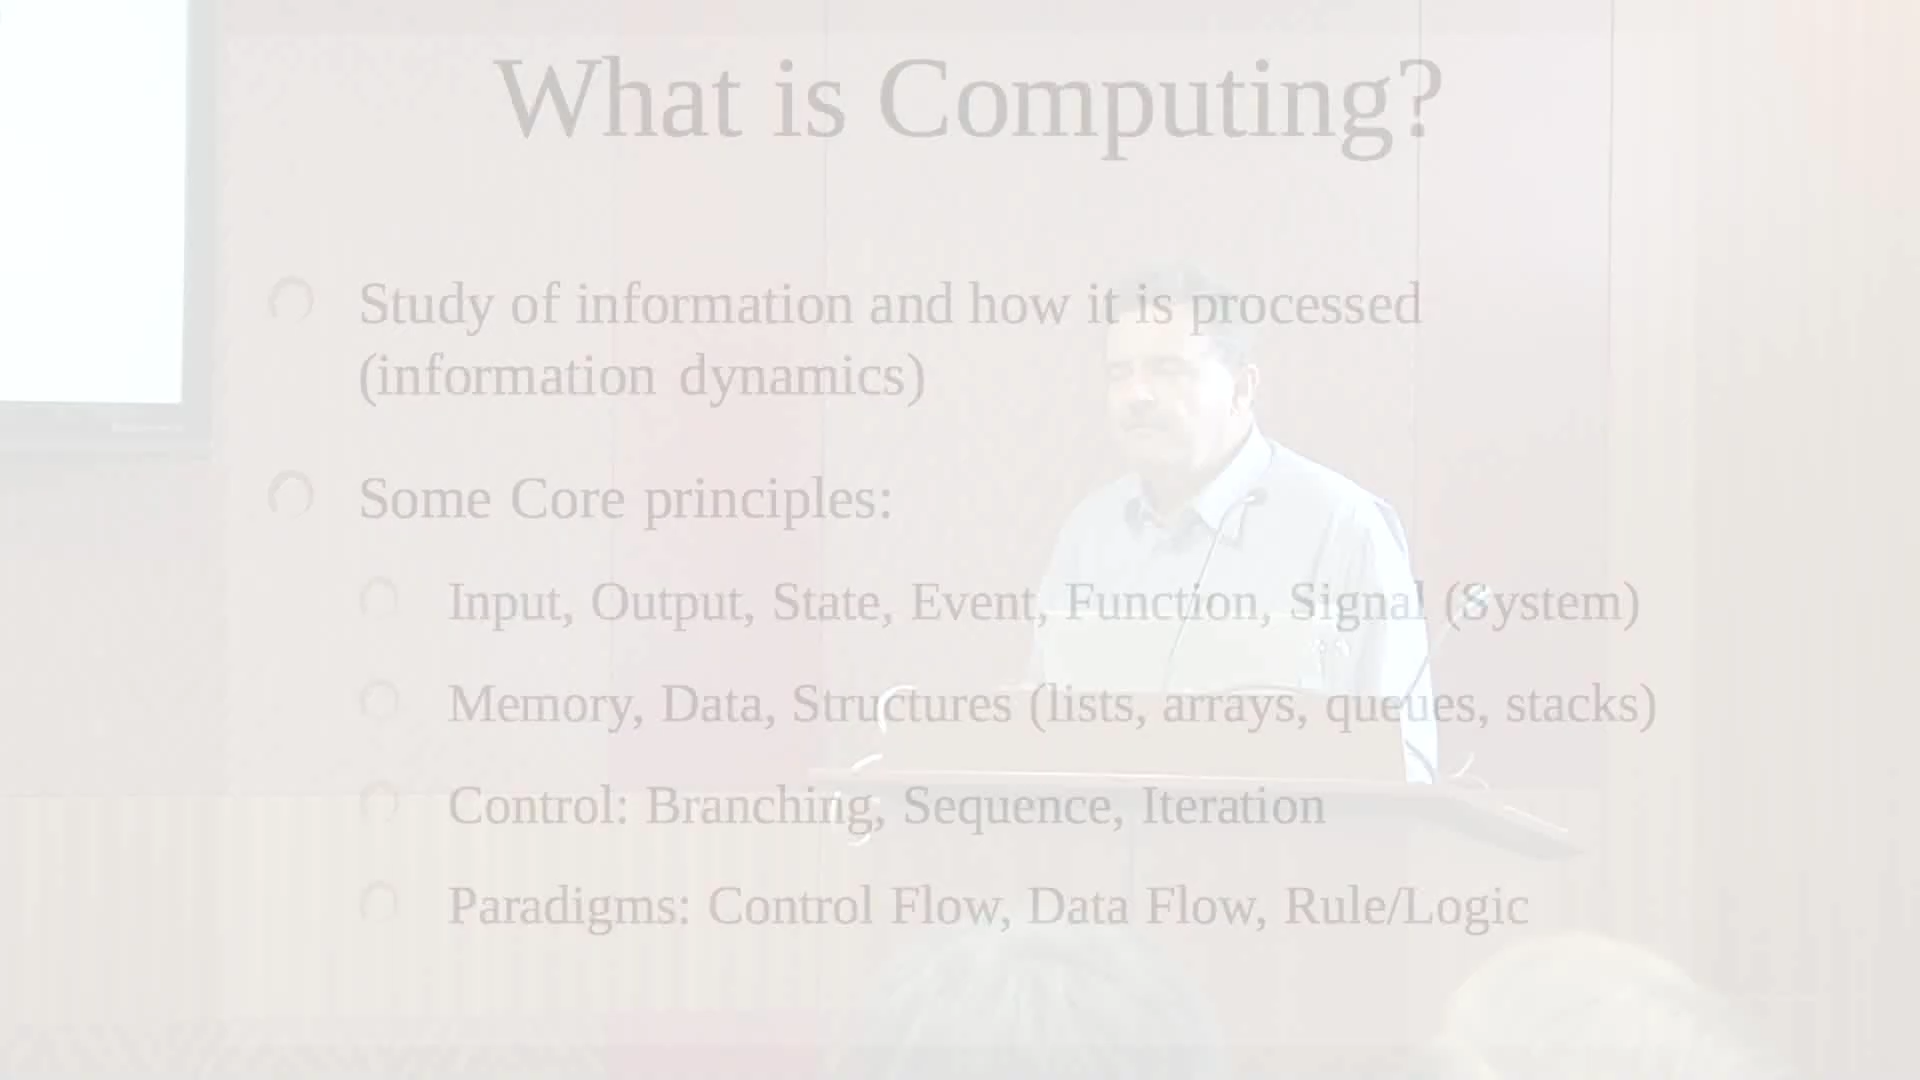 What is Computing?
Study of information and how it is processed
(information dynamics)
Some Core principles:
Input, Output, State, Event, Function, Signal (System)
Memory, Data, Structures (lists, arrays, queues, stacks)
Control: Branching, Sequence, Iteration
Paradigms: Control Flow, Data Flow, Rule/Logic